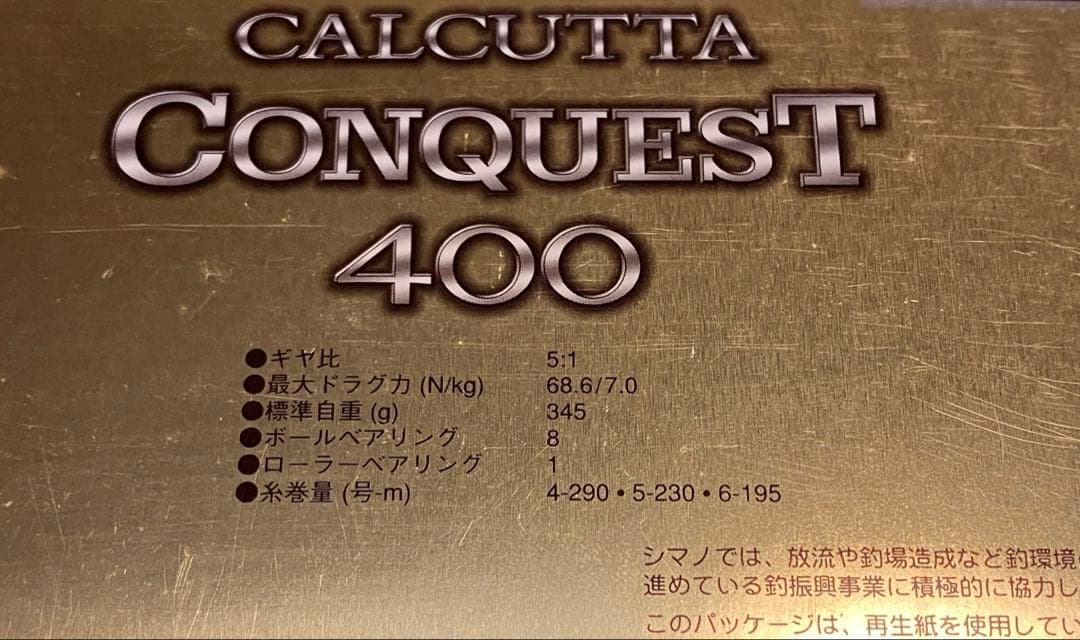 CALCUTTA
CONQUEST
400
●ギヤ比 5:1
●最大ドラグ力 (N/kg) 68.6/7.0
●標準自重 (g) 345
●ボールベアリング 8
●ローラーベアリング 1
●糸巻量 (号-m) 4-290・5-230・6-195
シマノでは、放流や釣場造成など釣環境
進めている釣振興事業に積極的に協力し
このパッケージは、再生紙を使用してい